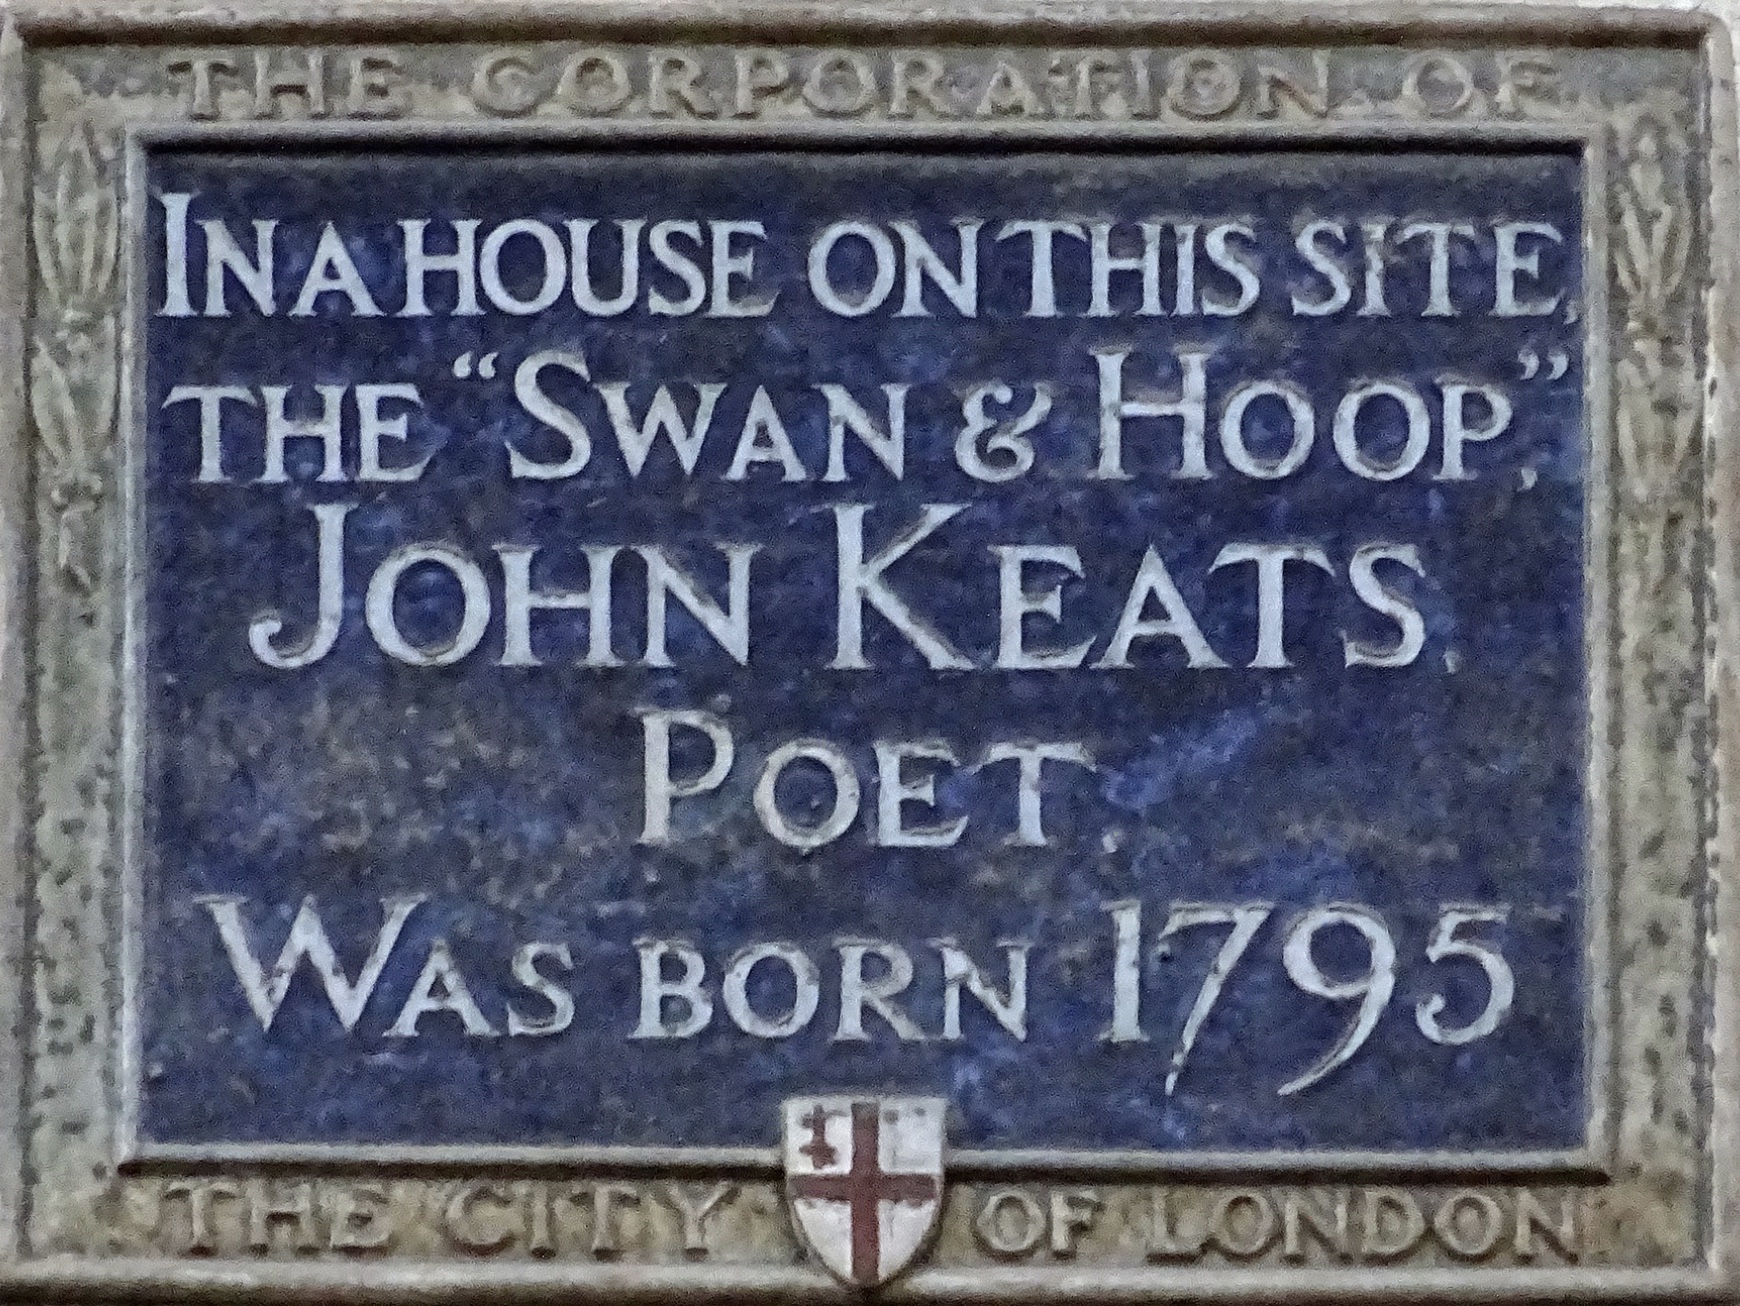 THE CORPORATION OF
IN A HOUSE ON THIS SITE,
THE “SWAN & HOOP,”
JOHN KEATS.
POET.
WAS BORN 1795
THE CITY OF LONDON